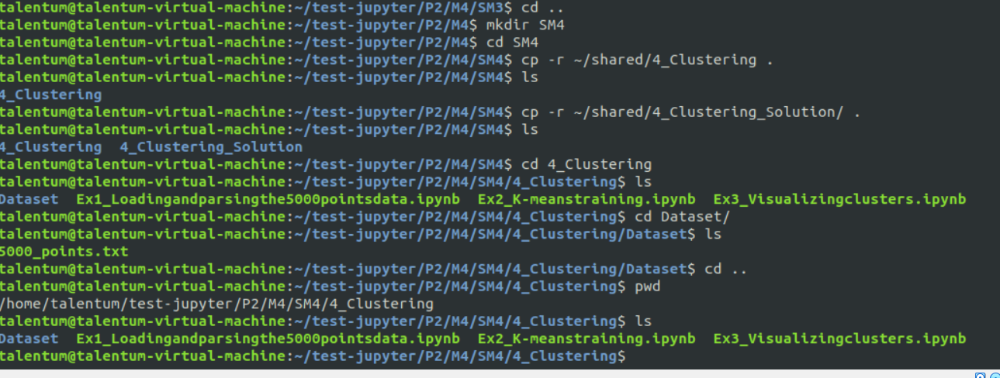 talentum@talentum-virtual-machine:~/test-jupyter/P2/M4/SM3$ cd ..
talentum@talentum-virtual-machine:~/test-jupyter/P2/M4$ mkdir SM4
talentum@talentum-virtual-machine:~/test-jupyter/P2/M4$ cd SM4
talentum@talentum-virtual-machine:~/test-jupyter/P2/M4/SM4$ cp -r ~/shared/4_Clustering .
talentum@talentum-virtual-machine:~/test-jupyter/P2/M4/SM4$ ls
4_Clustering
talentum@talentum-virtual-machine:~/test-jupyter/P2/M4/SM4$ cp -r ~/shared/4_Clustering_Solution/ .
talentum@talentum-virtual-machine:~/test-jupyter/P2/M4/SM4$ ls
4_Clustering  4_Clustering_Solution
talentum@talentum-virtual-machine:~/test-jupyter/P2/M4/SM4$ cd 4_Clustering
talentum@talentum-virtual-machine:~/test-jupyter/P2/M4/SM4/4_Clustering$ ls
Dataset  Ex1_Loadingandparsingthe5000pointsdata.ipynb  Ex2_K-meanstraining.ipynb  Ex3_Visualizingclusters.ipynb
talentum@talentum-virtual-machine:~/test-jupyter/P2/M4/SM4/4_Clustering$ cd Dataset/
talentum@talentum-virtual-machine:~/test-jupyter/P2/M4/SM4/4_Clustering/Dataset$ ls
5000_points.txt
talentum@talentum-virtual-machine:~/test-jupyter/P2/M4/SM4/4_Clustering/Dataset$ cd ..
talentum@talentum-virtual-machine:~/test-jupyter/P2/M4/SM4/4_Clustering$ pwd
/home/talentum/test-jupyter/P2/M4/SM4/4_Clustering
talentum@talentum-virtual-machine:~/test-jupyter/P2/M4/SM4/4_Clustering$ ls
Dataset  Ex1_Loadingandparsingthe5000pointsdata.ipynb  Ex2_K-meanstraining.ipynb  Ex3_Visualizingclusters.ipynb
talentum@talentum-virtual-machine:~/test-jupyter/P2/M4/SM4/4_Clustering$